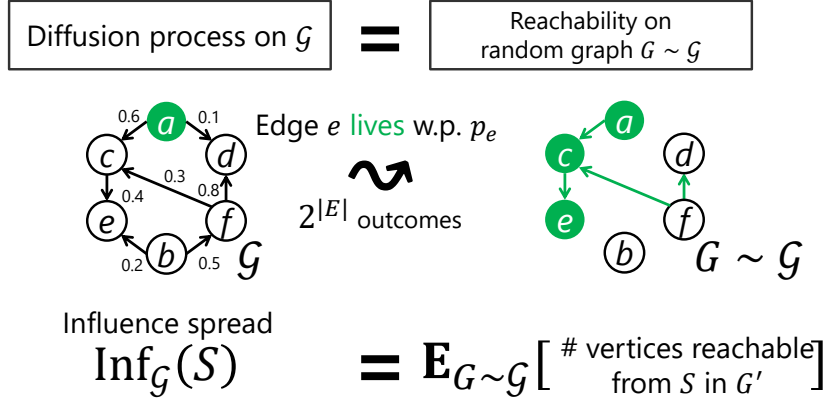 Diffusion process on 𝒢
=
Reachability on
random graph G ~ 𝒢
0.6
a
0.1
c
d
0.3
0.4
0.8
e
f
b
0.2
0.5
𝒢
Edge e lives w.p. pₑ
2^|E| outcomes
a
c
d
e
f
b
G ~ 𝒢
Influence spread
Inf_𝒢(S)
=
E_G~𝒢[# vertices reachable
from S in G′]